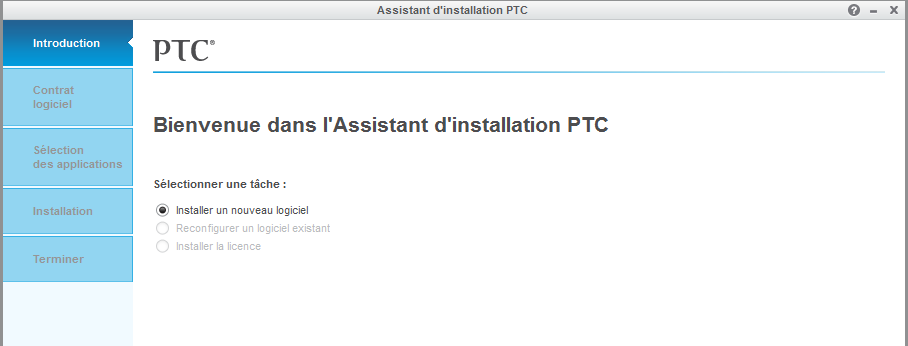 Assistant d'installation PTC
Introduction
PTC®
Contrat
logiciel
Bienvenue dans l'Assistant d'installation PTC
Sélection
des applications
Sélectionner une tâche :
Installation
Installer un nouveau logiciel
Reconfigurer un logiciel existant
Installer la licence
Terminer